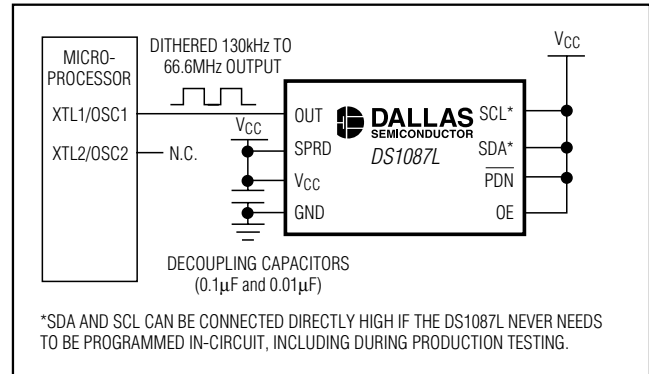 MICRO-
PROCESSOR
XTL1/OSC1
XTL2/OSC2
N.C.
DITHERED 130kHz TO
66.6MHz OUTPUT
VCC
OUT
SPRD
VCC
GND
DALLAS
SEMICONDUCTOR
DS1087L
SCL*
SDA*
PDN
OE
VCC
DECOUPLING CAPACITORS
(0.1µF and 0.01µF)
*SDA AND SCL CAN BE CONNECTED DIRECTLY HIGH IF THE DS1087L NEVER NEEDS
TO BE PROGRAMMED IN-CIRCUIT, INCLUDING DURING PRODUCTION TESTING.